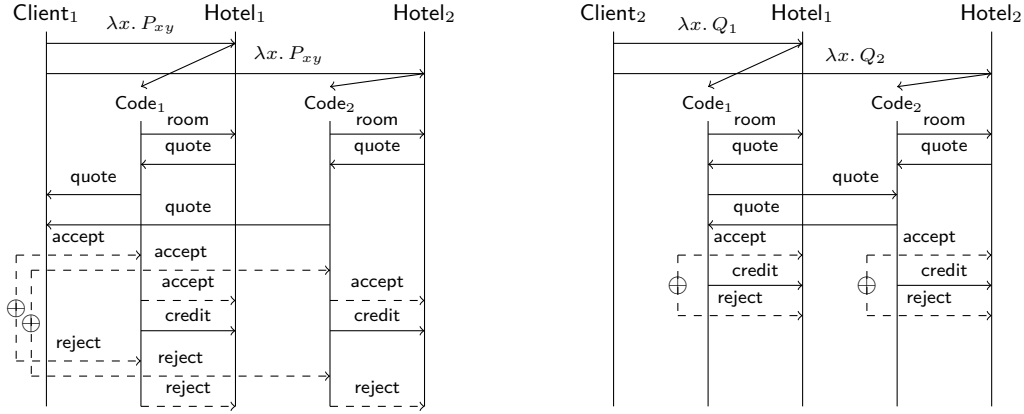 Client₁ Hotel₁ Hotel₂
λx. Pₓᵧ
λx. Pₓᵧ
Code₁ Code₂
room room
quote quote
quote
quote
accept
accept
accept accept
credit credit
reject
reject
reject reject
Client₂ Hotel₁ Hotel₂
λx. Q₁
λx. Q₂
Code₁ Code₂
room room
quote quote
quote
quote
accept accept
credit credit
reject reject